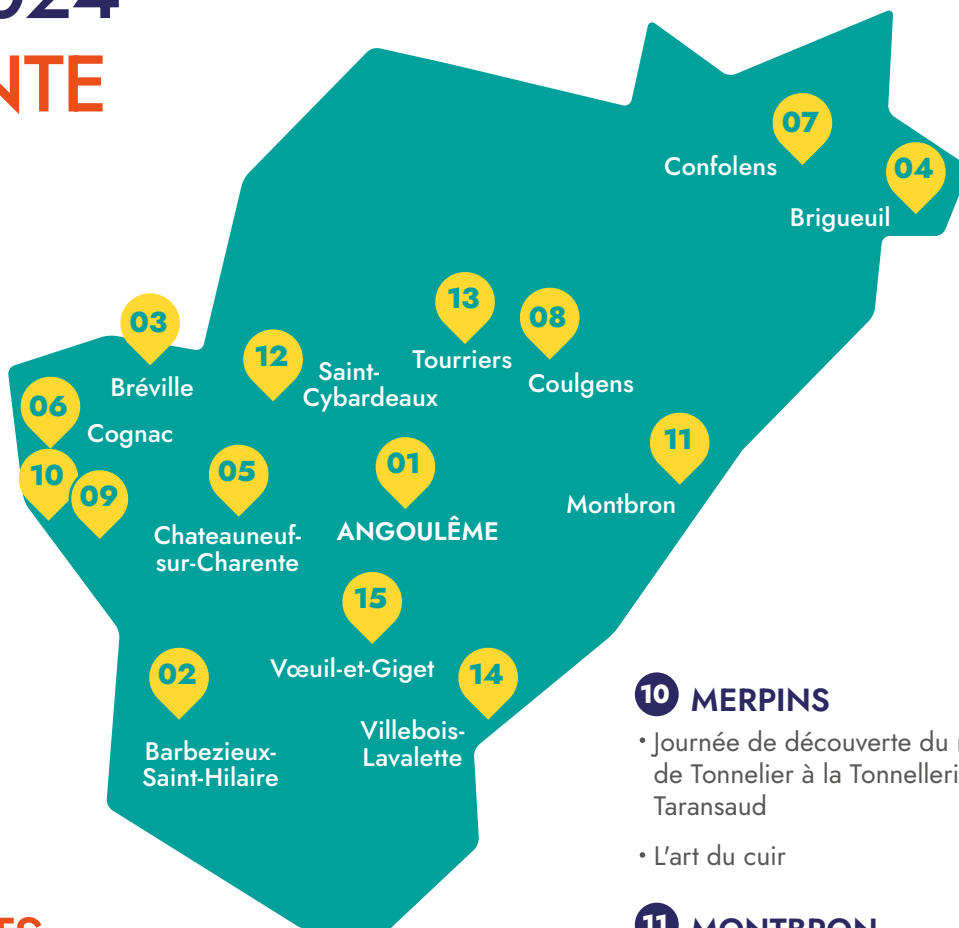 07
Confolens
04
Brigueuil
13
Tourriers
08
Coulgens
03
Bréville
12
Saint-
Cybardeaux
06
Cognac
11
Montbron
10
09
05
Chateauneuf-
sur-Charente
01
ANGOULÊME
15
Vœuil-et-Giget
14
Villebois-
Lavalette
02
Barbezieux-
Saint-Hilaire
10 MERPINS
• Journée de découverte du
de Tonnelier à la
Taransaud
• L'art du cuir
11 MONTBRON